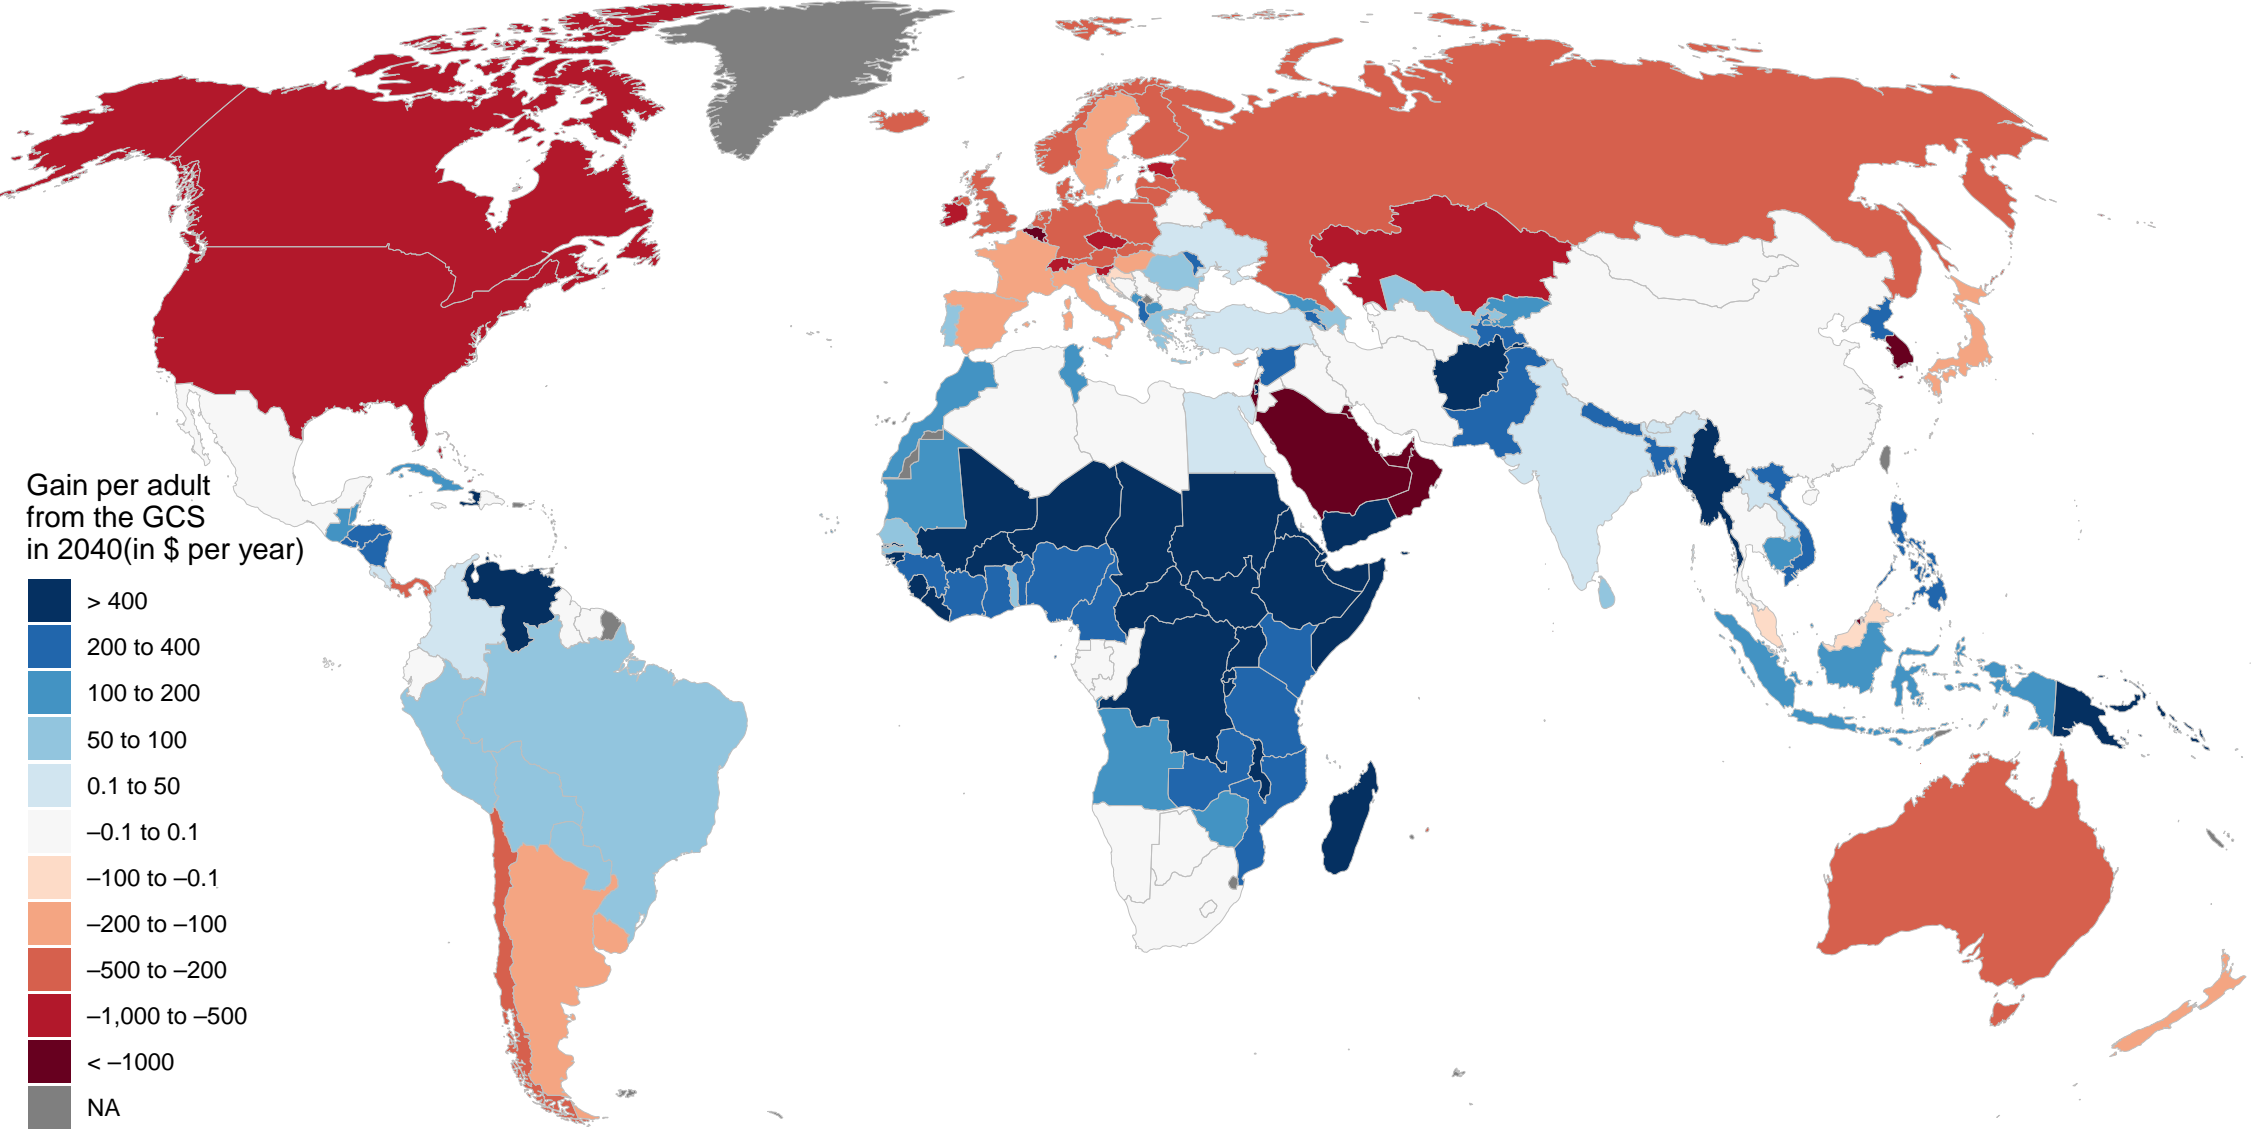 Gain per adult
from the GCS
in 2040(in $ per year)
> 400
200 to 400
100 to 200
50 to 100
0.1 to 50
–0.1 to 0.1
–100 to –0.1
–200 to –100
–500 to –200
–1,000 to –500
< –1000
NA